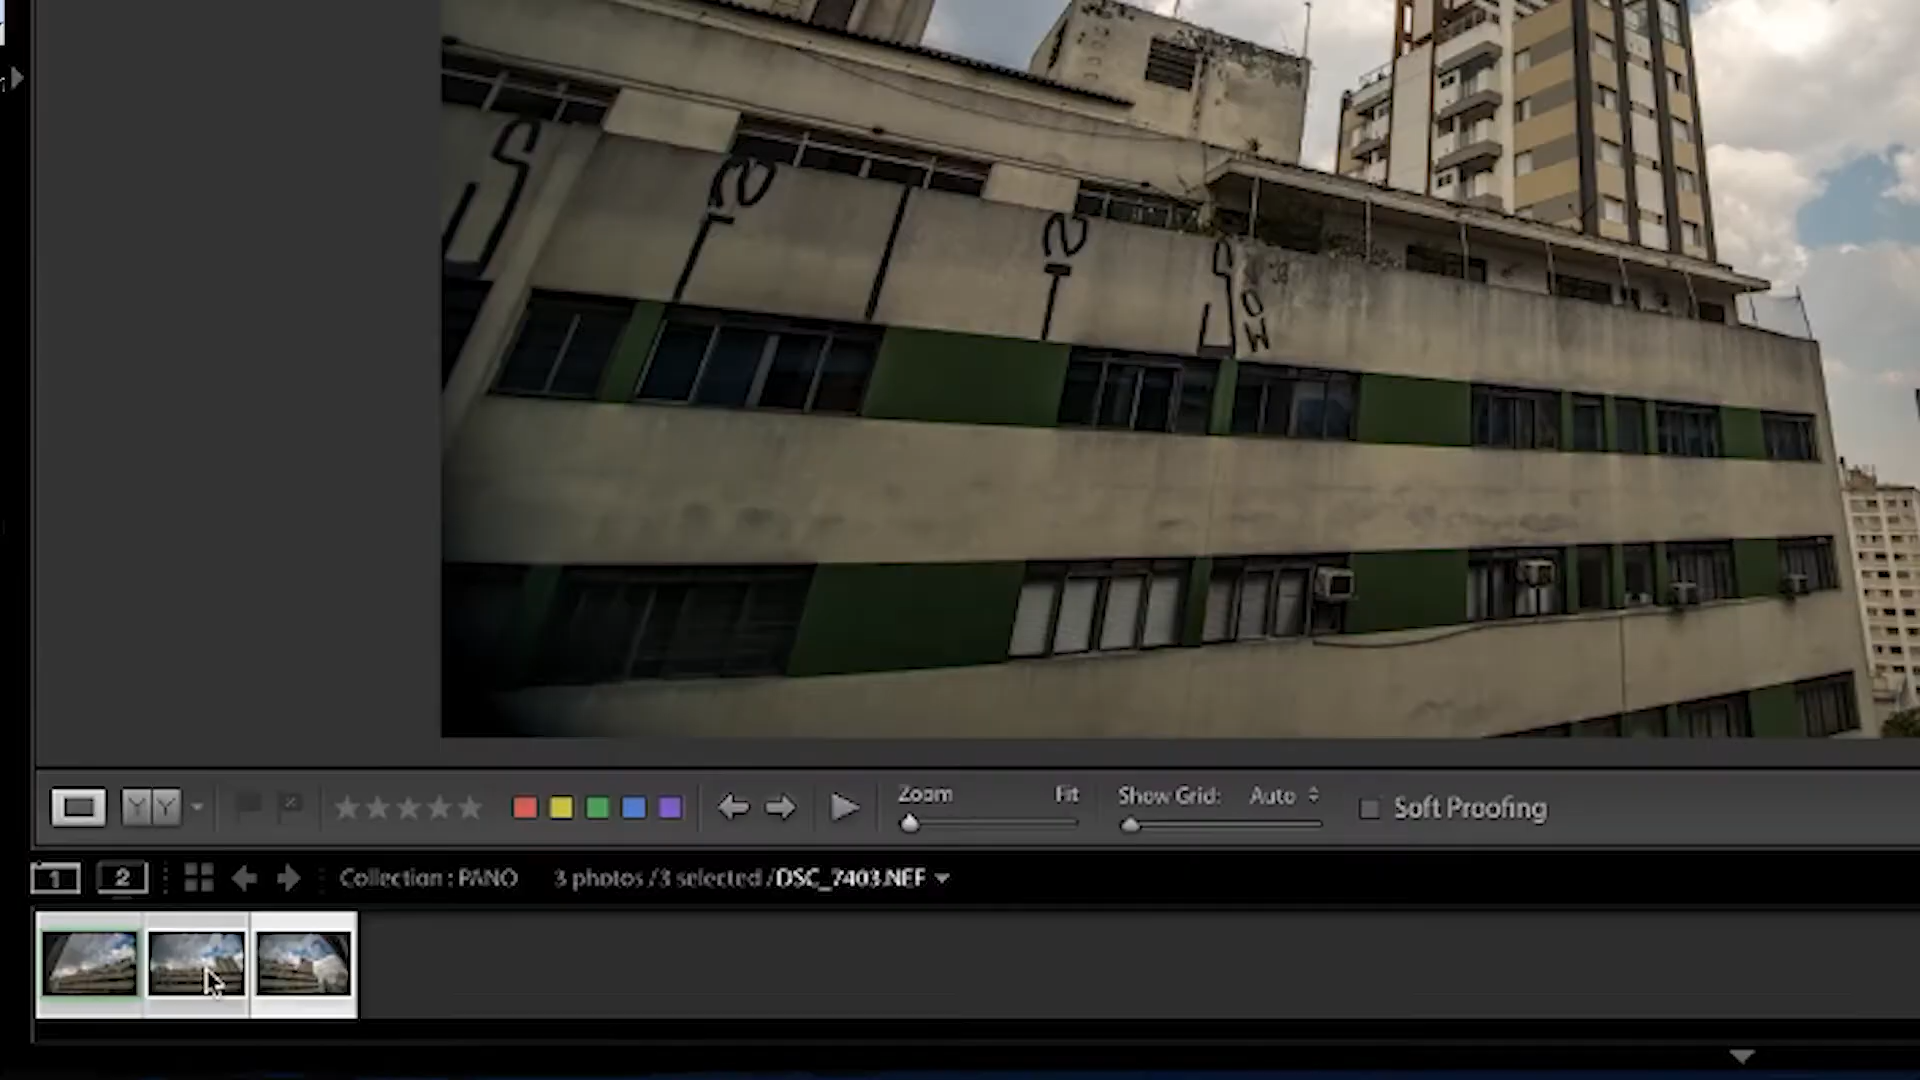 Zoom Fit Show Grid: Auto Soft Proofing
1 2 Collection : PANO 3 photos /3 selected /DSC_7403.NEF